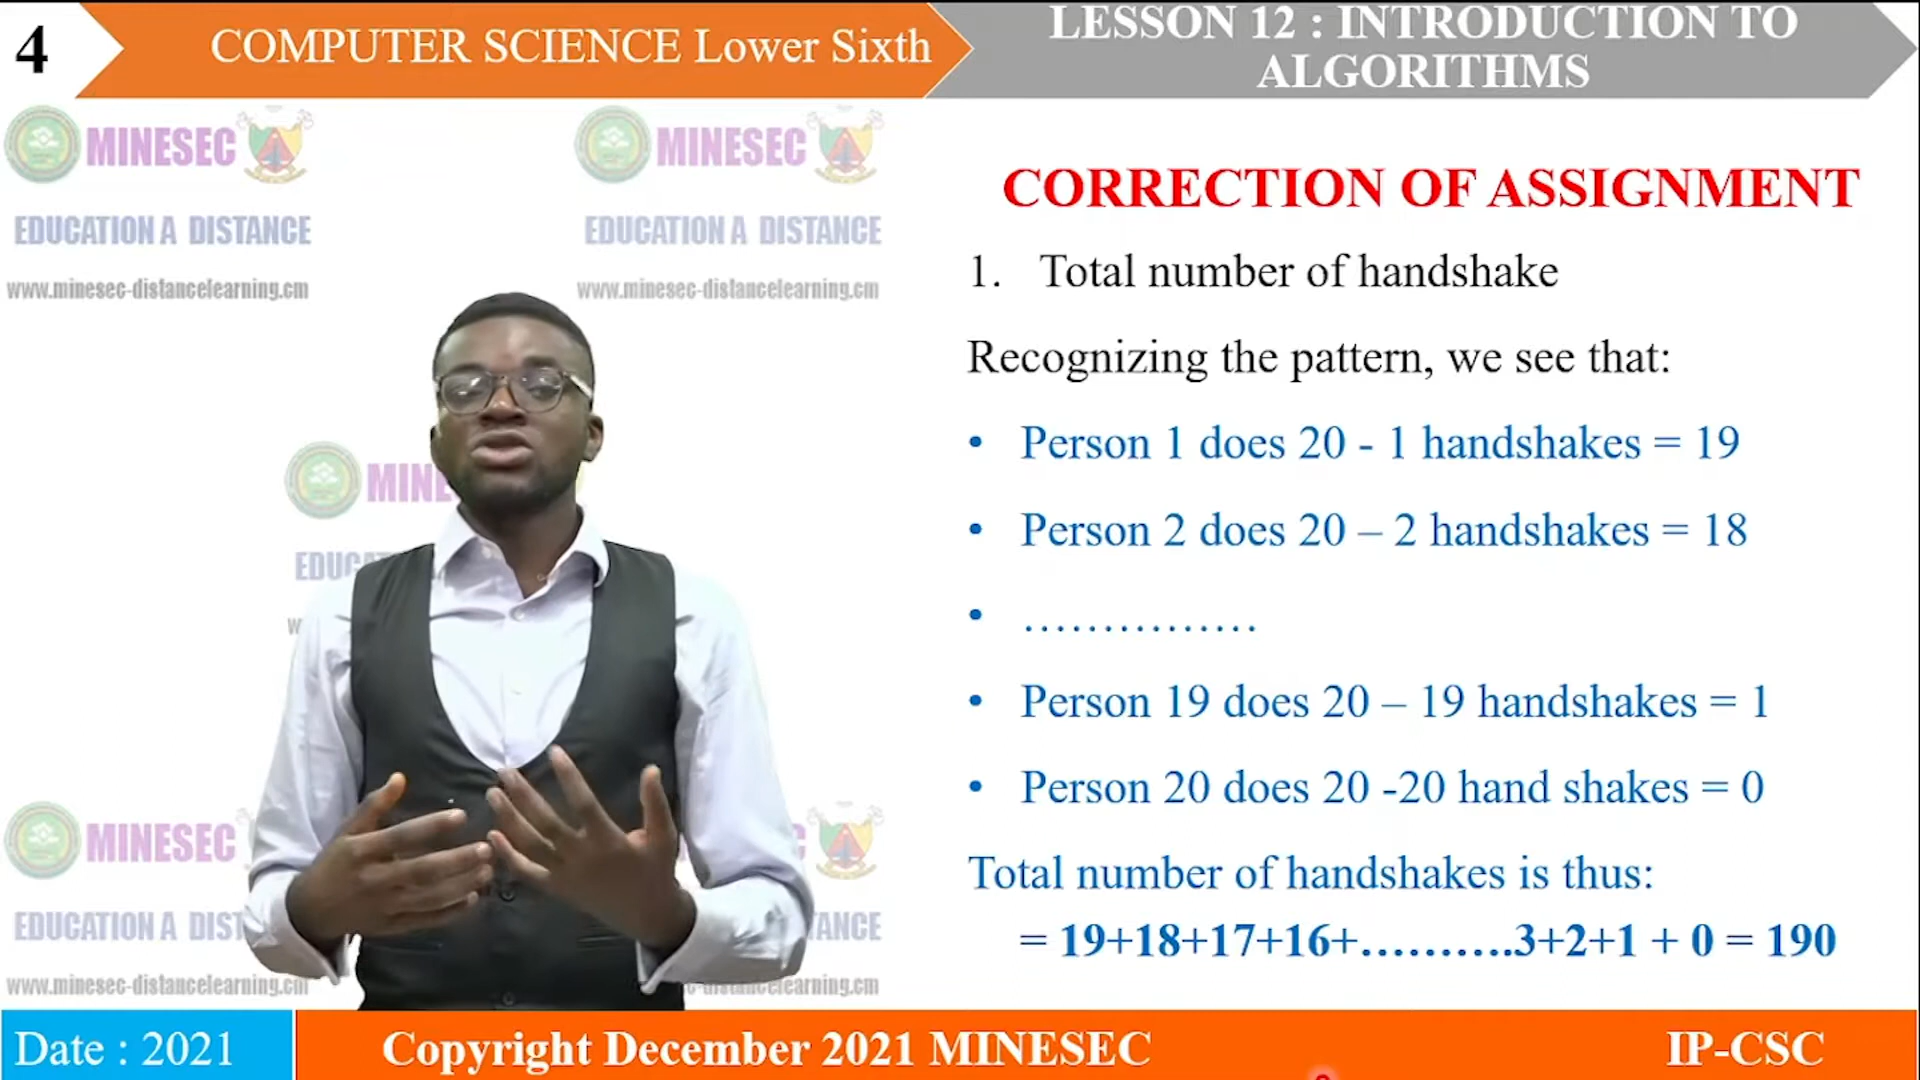 4
COMPUTER SCIENCE Lower Sixth
LESSON 12 : INTRODUCTION TO
ALGORITHMS
MINESEC
EDUCATION A DISTANCE
www.minesec-distancelearning.cm
MINESEC
EDUCATION A DISTANCE
www.minesec-distancelearning.cm
CORRECTION OF ASSIGNMENT
1. Total number of handshake
Recognizing the pattern, we see that:
• Person 1 does 20 - 1 handshakes = 19
• Person 2 does 20 – 2 handshakes = 18
• ……………
• Person 19 does 20 – 19 handshakes = 1
• Person 20 does 20 -20 hand shakes = 0
Total number of handshakes is thus:
= 19+18+17+16+……….3+2+1 + 0 = 190
MINE
EDUC
w
MINESEC
EDUCATION A DIST
www.minesec-distancelearning.cm
C
TANCE
distancelearning.cm
Date : 2021
Copyright December 2021 MINESEC
IP-CSC